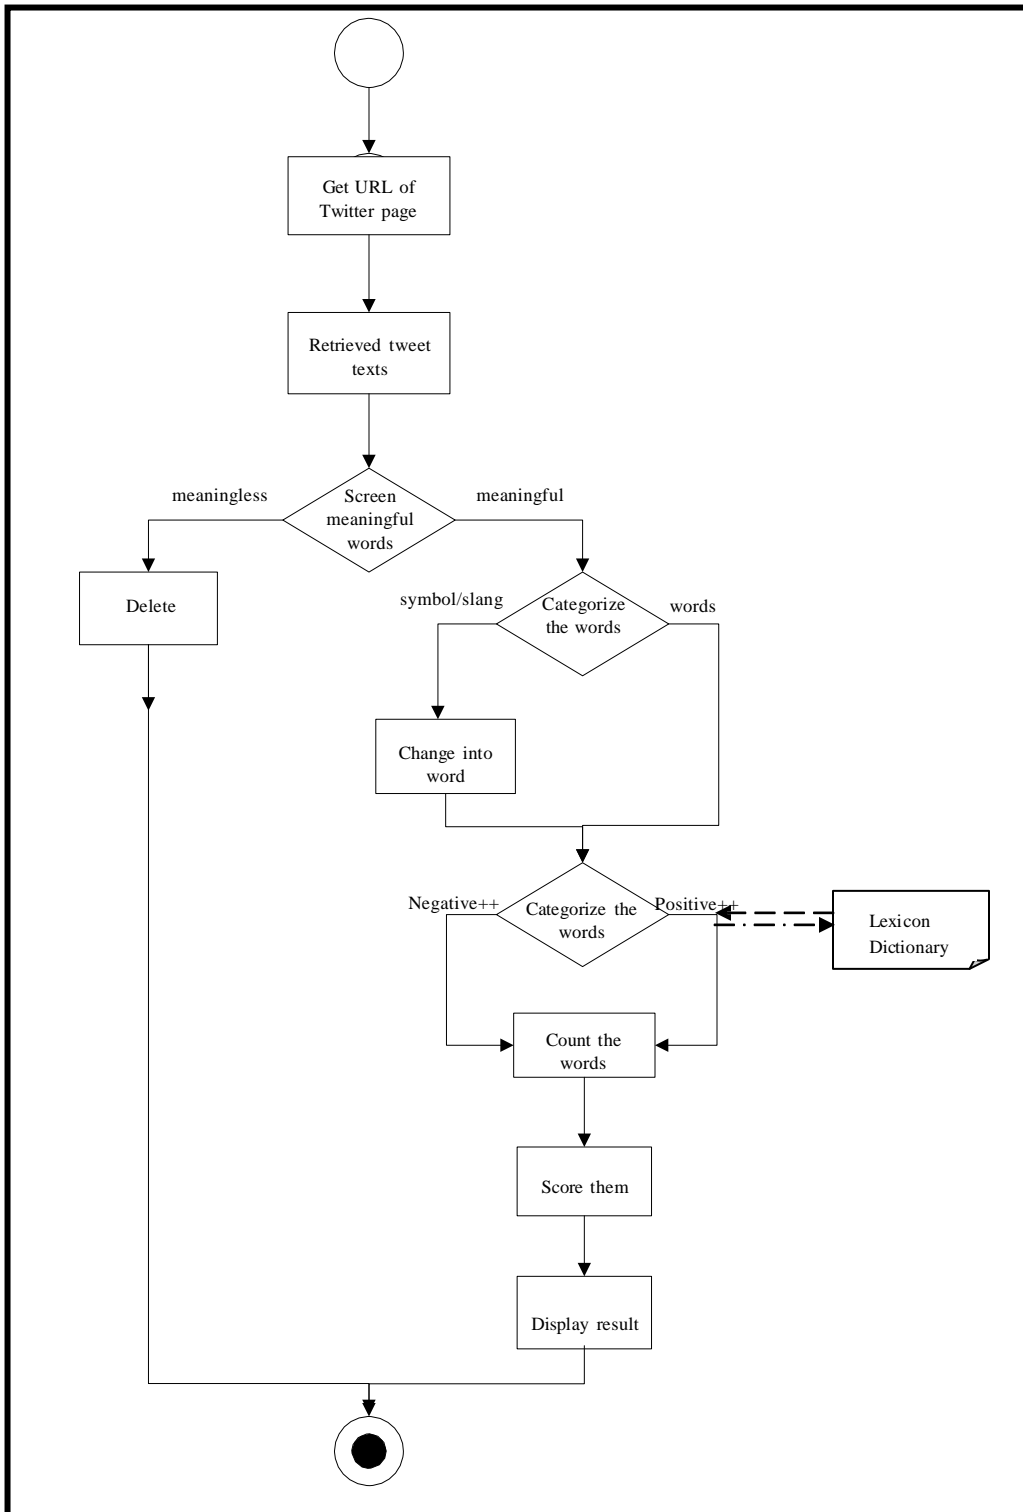 Get URL of
Twitter page
Retrieved tweet
texts
meaningless
meaningful
Screen
meaningful
words
Delete
symbol/slang
words
Categorize
the words
Change into
word
Negative++
Positive++
Categorize the
words
Lexicon
Dictionary
Count the
words
Score them
Display result